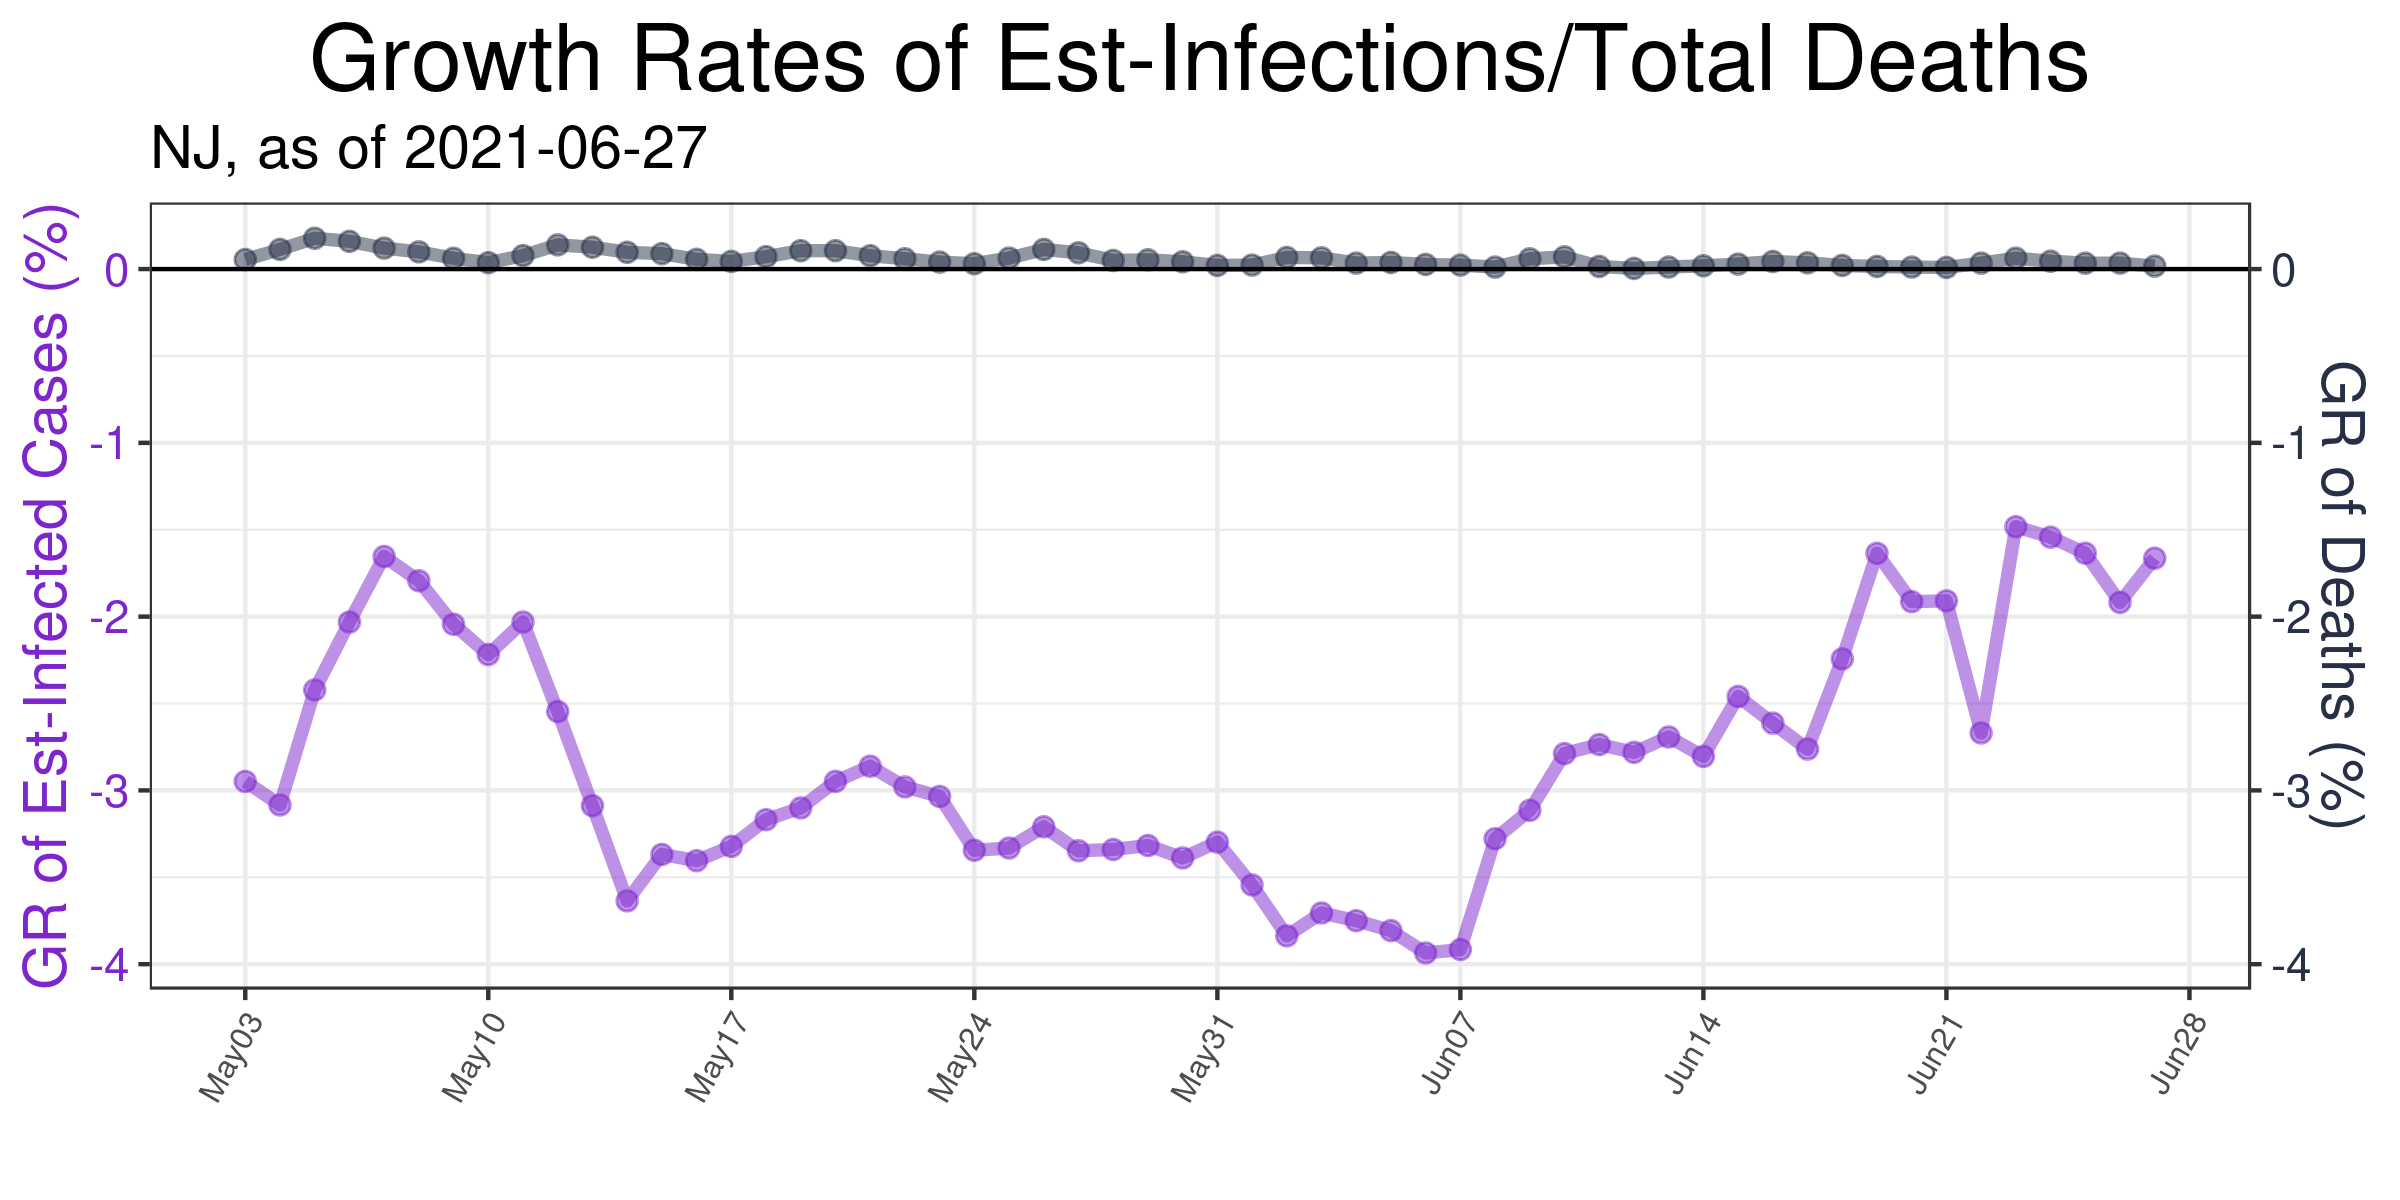 Growth Rates of Est-Infections/Total Deaths
NJ, as of 2021-06-27
GR of Est-Infected Cases (%)
0
-1
-2
-3
-4
0
-1
-2
-3
-4
GR of Deaths (%)
May03
May10
May17
May24
May31
Jun07
Jun14
Jun21
Jun28